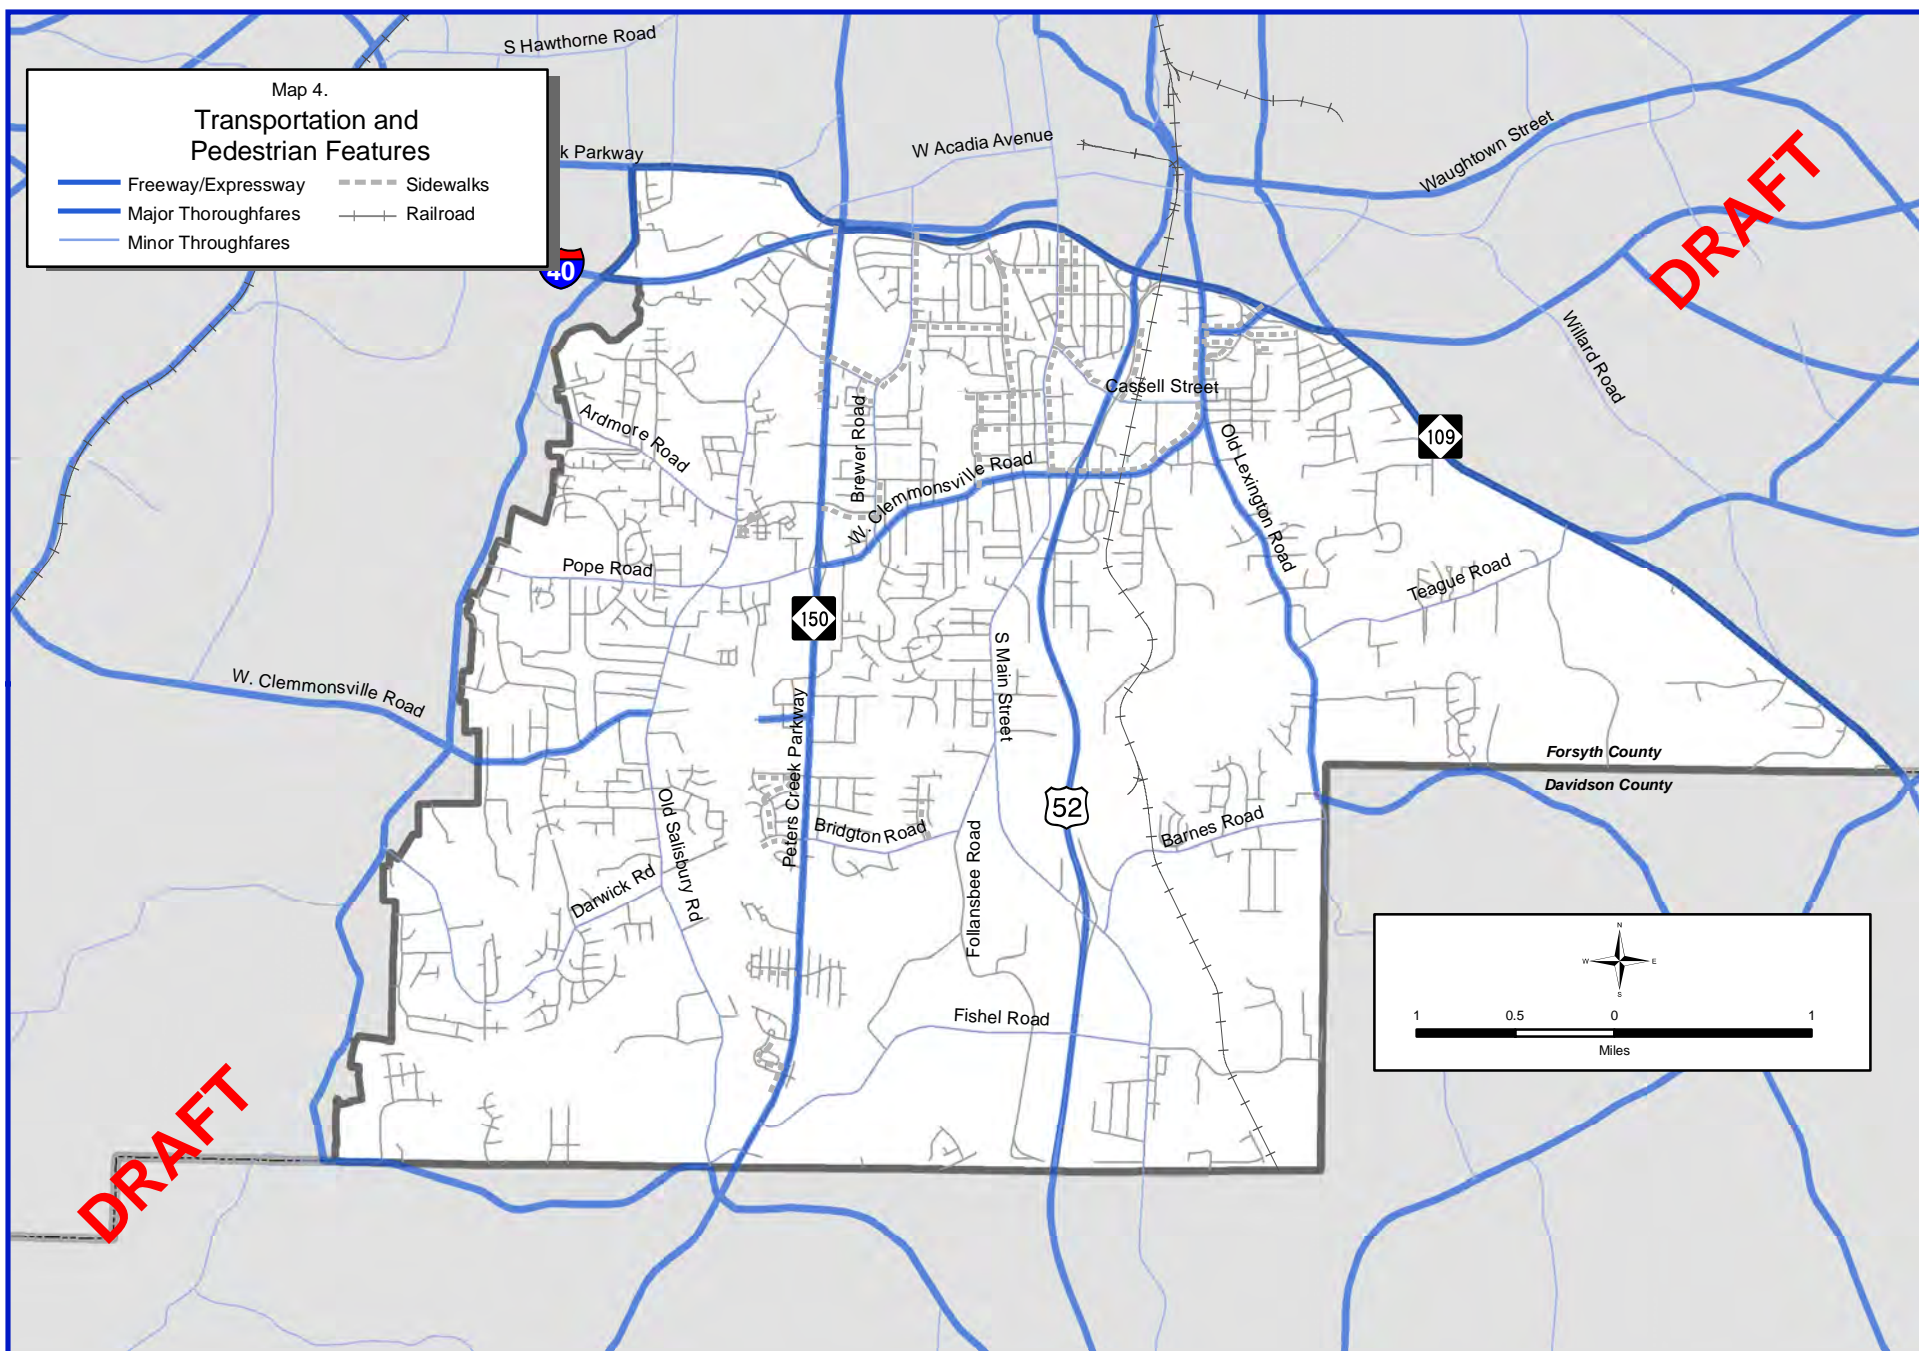 S Hawthorne Road
Map 4.
Transportation and
Pedestrian Features
Freeway/Expressway
Sidewalks
Major Thoroughfares
Railroad
Minor Throughfares
k Parkway
W Acadia Avenue
Waughtown Street
DRAFT
40
Willard Road
Cassell Street
Ardmore Road
Brewer Road
109
Old Lexington Road
W. Clemmonsville Road
Pope Road
Teague Road
150
S Main Street
W. Clemmonsville Road
Peters Creek Parkway
Forsyth County
Davidson County
52
Old Salisbury Rd
Bridgton Road
Barnes Road
Follansbee Road
Darwick Rd
Fishel Road
N
W
E
S
1
0.5
0
1
Miles
DRAFT